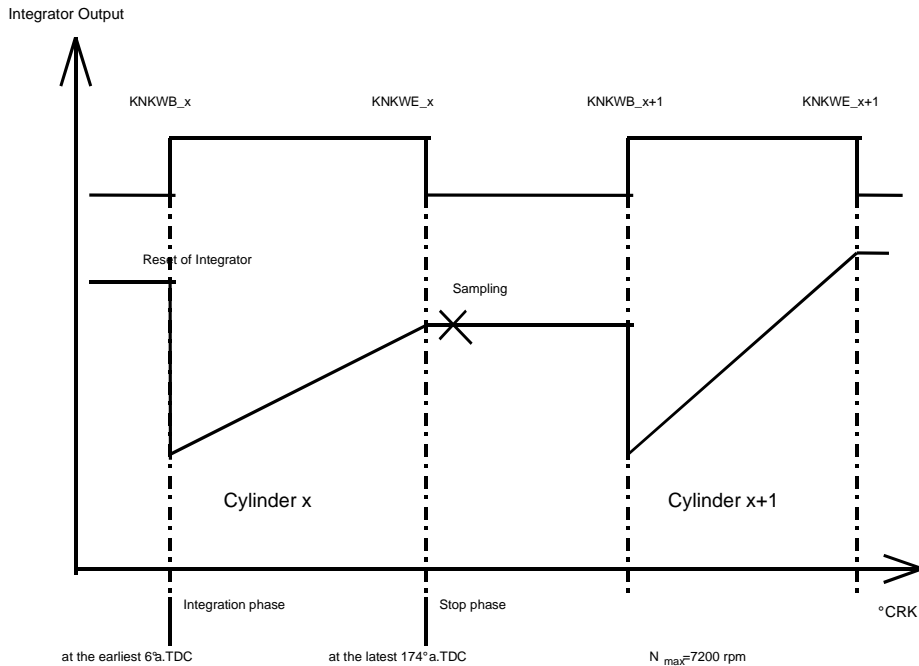 Integrator Output
KNKWB_x
KNKWE_x
KNKWB_x+1
KNKWE_x+1
Reset of Integrator
Sampling
Cylinder x
Cylinder x+1
Integration phase
Stop phase
°CRK
at the earliest 6°a.TDC
at the latest 174°a.TDC
N max=7200 rpm